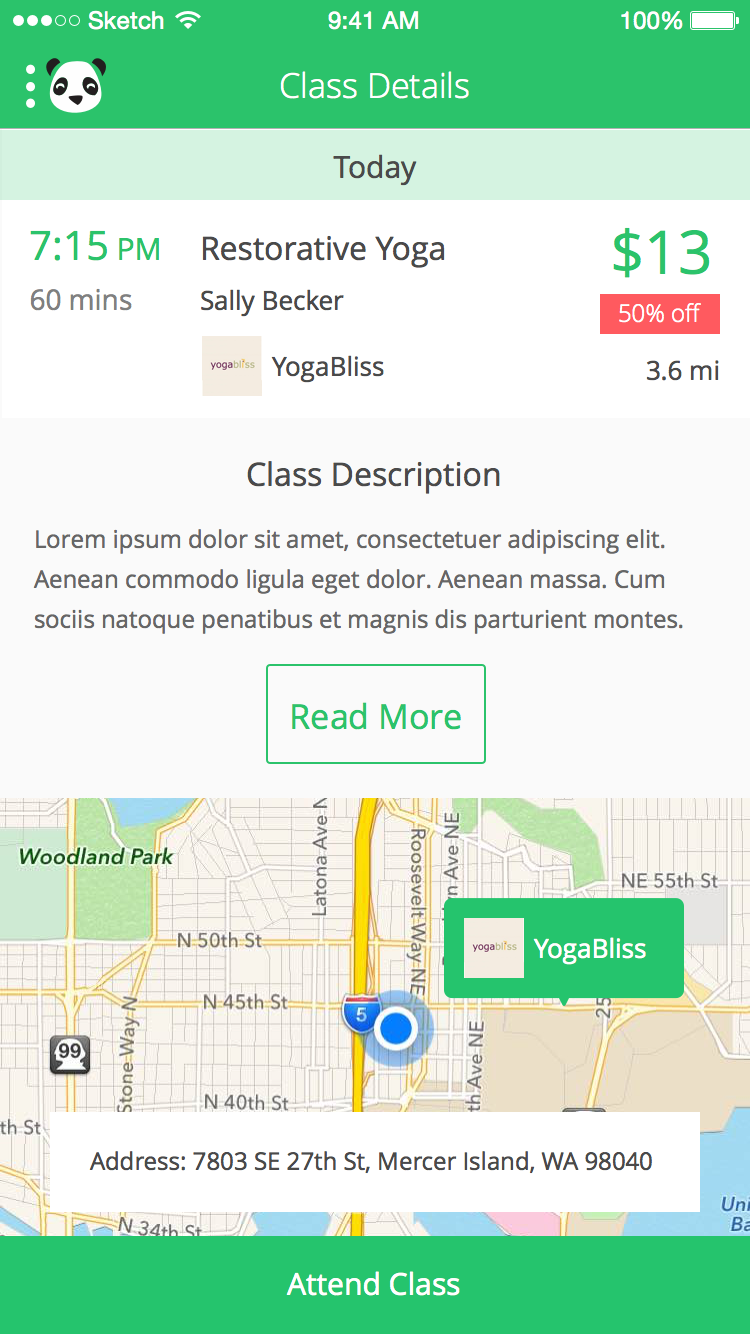 Sketch 9:41 AM 100%
Class Details
Today
7:15 PM Restorative Yoga $13
60 mins Sally Becker 50% off
yogabliss YogaBliss 3.6 mi
Class Description
Lorem ipsum dolor sit amet, consectetuer adipiscing elit.
Aenean commodo ligula eget dolor. Aenean massa. Cum
sociis natoque penatibus et magnis dis parturient montes.
Read More
Woodland Park
Latona Ave N
Roosevelt Way NE
n Ave NE
NE 55th St
N 50th St
yogabliss YogaBliss
N 45th St
5
25
99
Stone Way N
th Ave NE
N 40th St
th St
Address: 7803 SE 27th St, Mercer Island, WA 98040
Uni
Ba
N 34th St
Attend Class